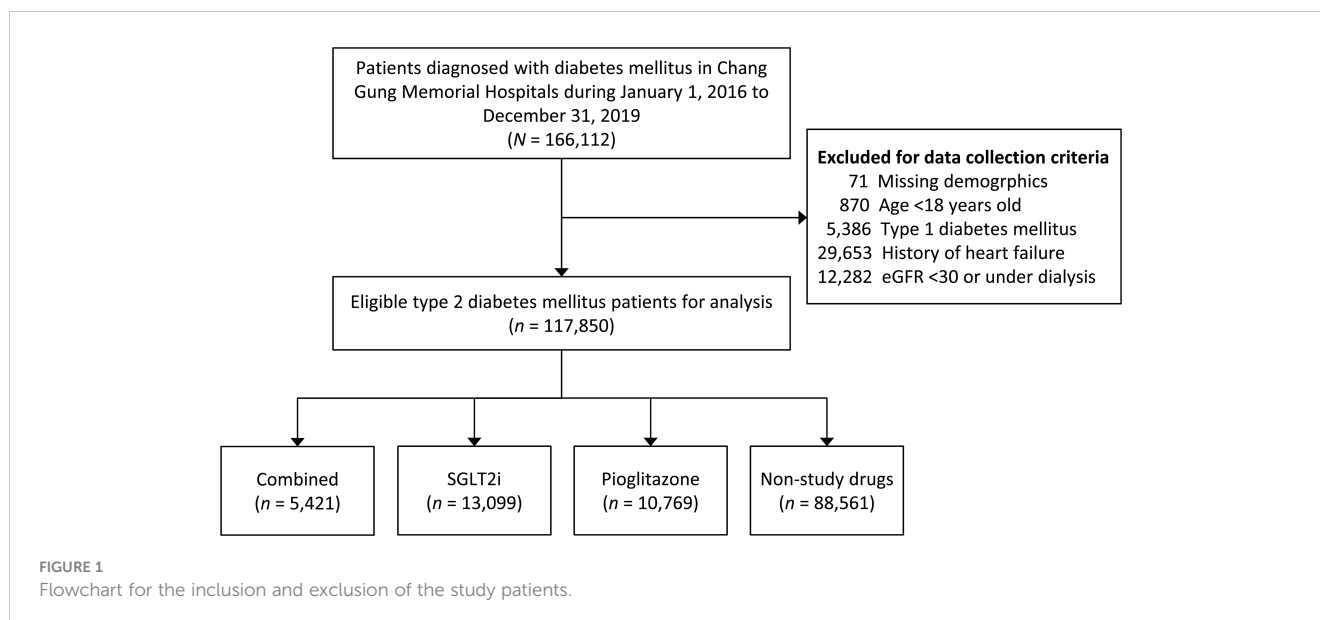 Patients diagnosed with diabetes mellitus in Chang
Gung Memorial Hospitals during January 1, 2016 to
December 31, 2019
(N = 166,112)
Excluded for data collection criteria
71 Missing demogrphics
870 Age <18 years old
5,386 Type 1 diabetes mellitus
29,653 History of heart failure
12,282 eGFR <30 or under dialysis
Eligible type 2 diabetes mellitus patients for analysis
(n = 117,850)
Combined
(n = 5,421)
SGLT2i
(n = 13,099)
Pioglitazone
(n = 10,769)
Non-study drugs
(n = 88,561)
FIGURE 1
Flowchart for the inclusion and exclusion of the study patients.